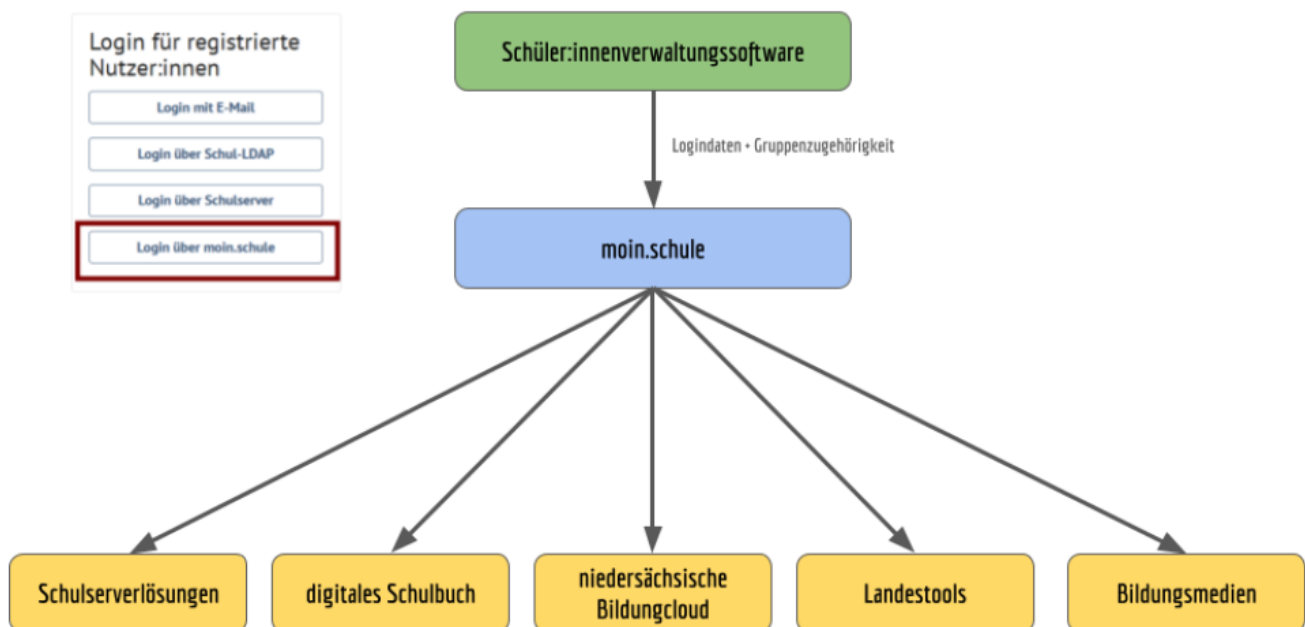 Login für registrierte
Nutzer:innen
Login mit E-Mail
Login über Schul-LDAP
Login über Schulserver
Login über moin.schule
Schüler:innenverwaltungssoftware
Logindaten + Gruppenzugehörigkeit
moin.schule
Schulserverlösungen
digitales Schulbuch
niedersächsische
Bildungcloud
Landestools
Bildungsmedien